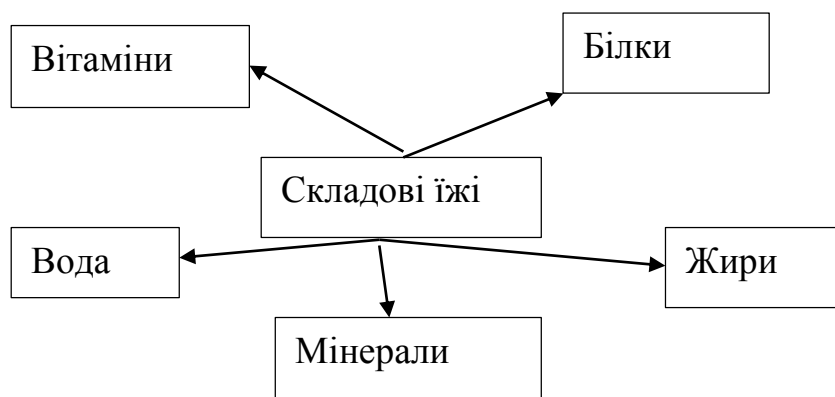 Вітаміни
Білки
Складові їжі
Вода
Жири
Мінерали